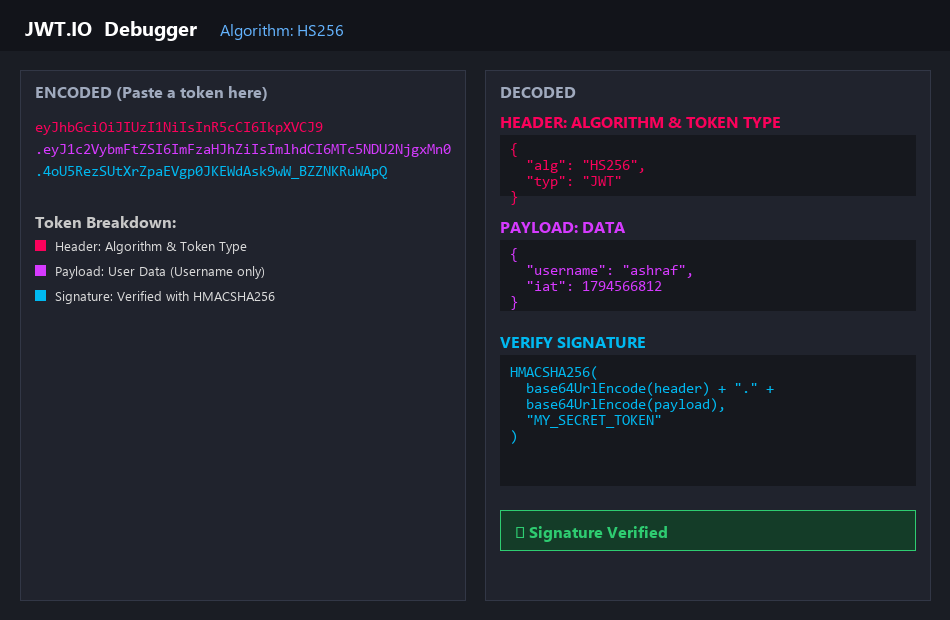 JWT.IO Debugger Algorithm: HS256
ENCODED (Paste a token here)
eyJhbGciOiJIUzI1NiIsInR5cCI6IkpXVCJ9
.eyJ1c2VybmFtZSI6ImFzaHJhZiIsImlhdCI6MTc5NDU2NjgxMn0
.4oU5RezSUtXrZpaEVgp0JKEWdAsk9wW_BZZNKRuWApQ
Token Breakdown:
Header: Algorithm & Token Type
Payload: User Data (Username only)
Signature: Verified with HMACSHA256
DECODED
HEADER: ALGORITHM & TOKEN TYPE
{
  "alg": "HS256",
  "typ": "JWT"
}
PAYLOAD: DATA
{
  "username": "ashraf",
  "iat": 1794566812
}
VERIFY SIGNATURE
HMACSHA256(
  base64UrlEncode(header) + "." +
  base64UrlEncode(payload),
  "MY_SECRET_TOKEN"
)
Signature Verified